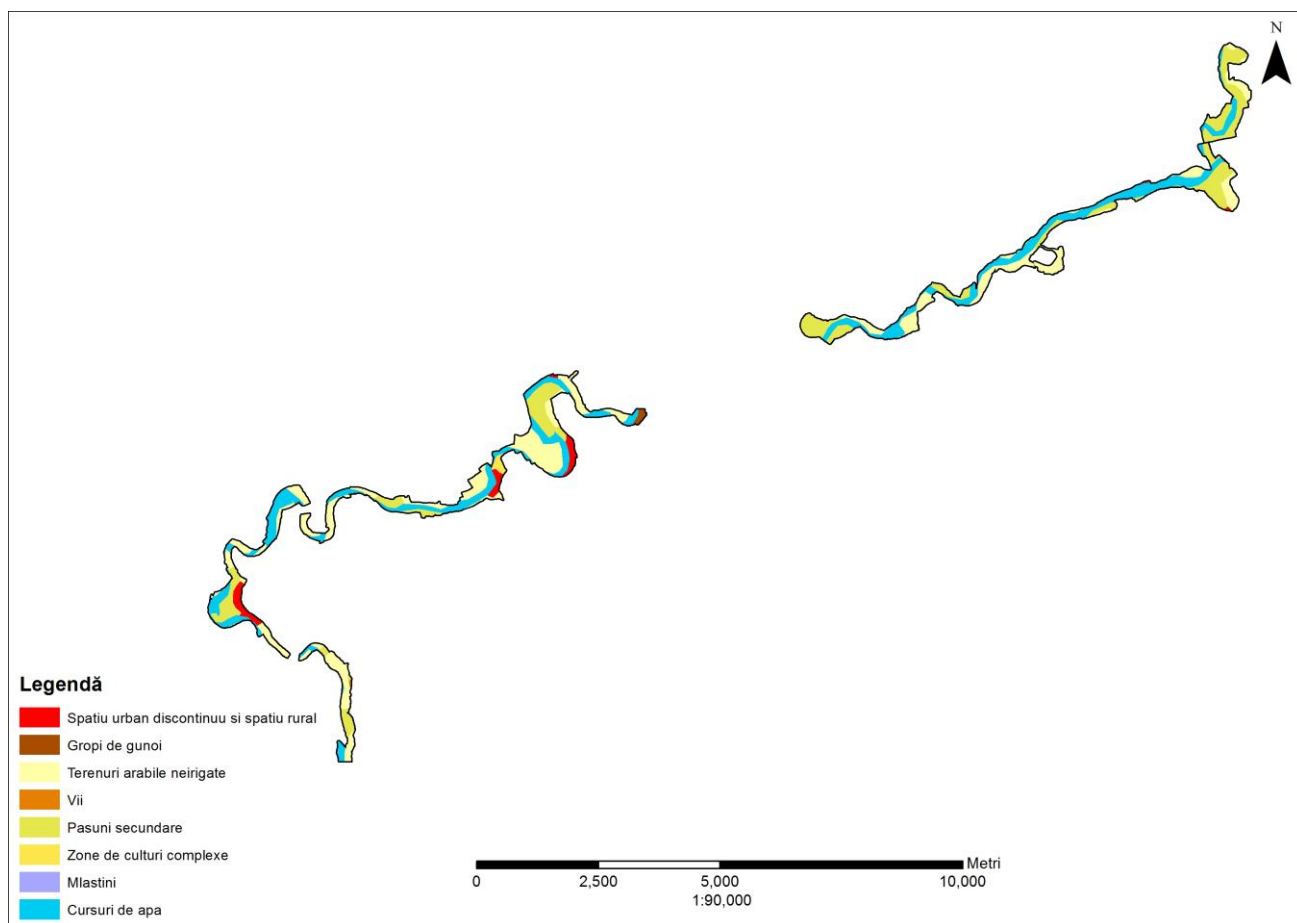 N
Legendă
Spatiu urban discontinuu si spatiu rural
Gropi de gunoi
Terenuri arabile neirigate
Vii
Pasuni secundare
Zone de culturi complexe
Mlastini
Cursuri de apa
Metri
0 2,500 5,000 10,000
1:90,000